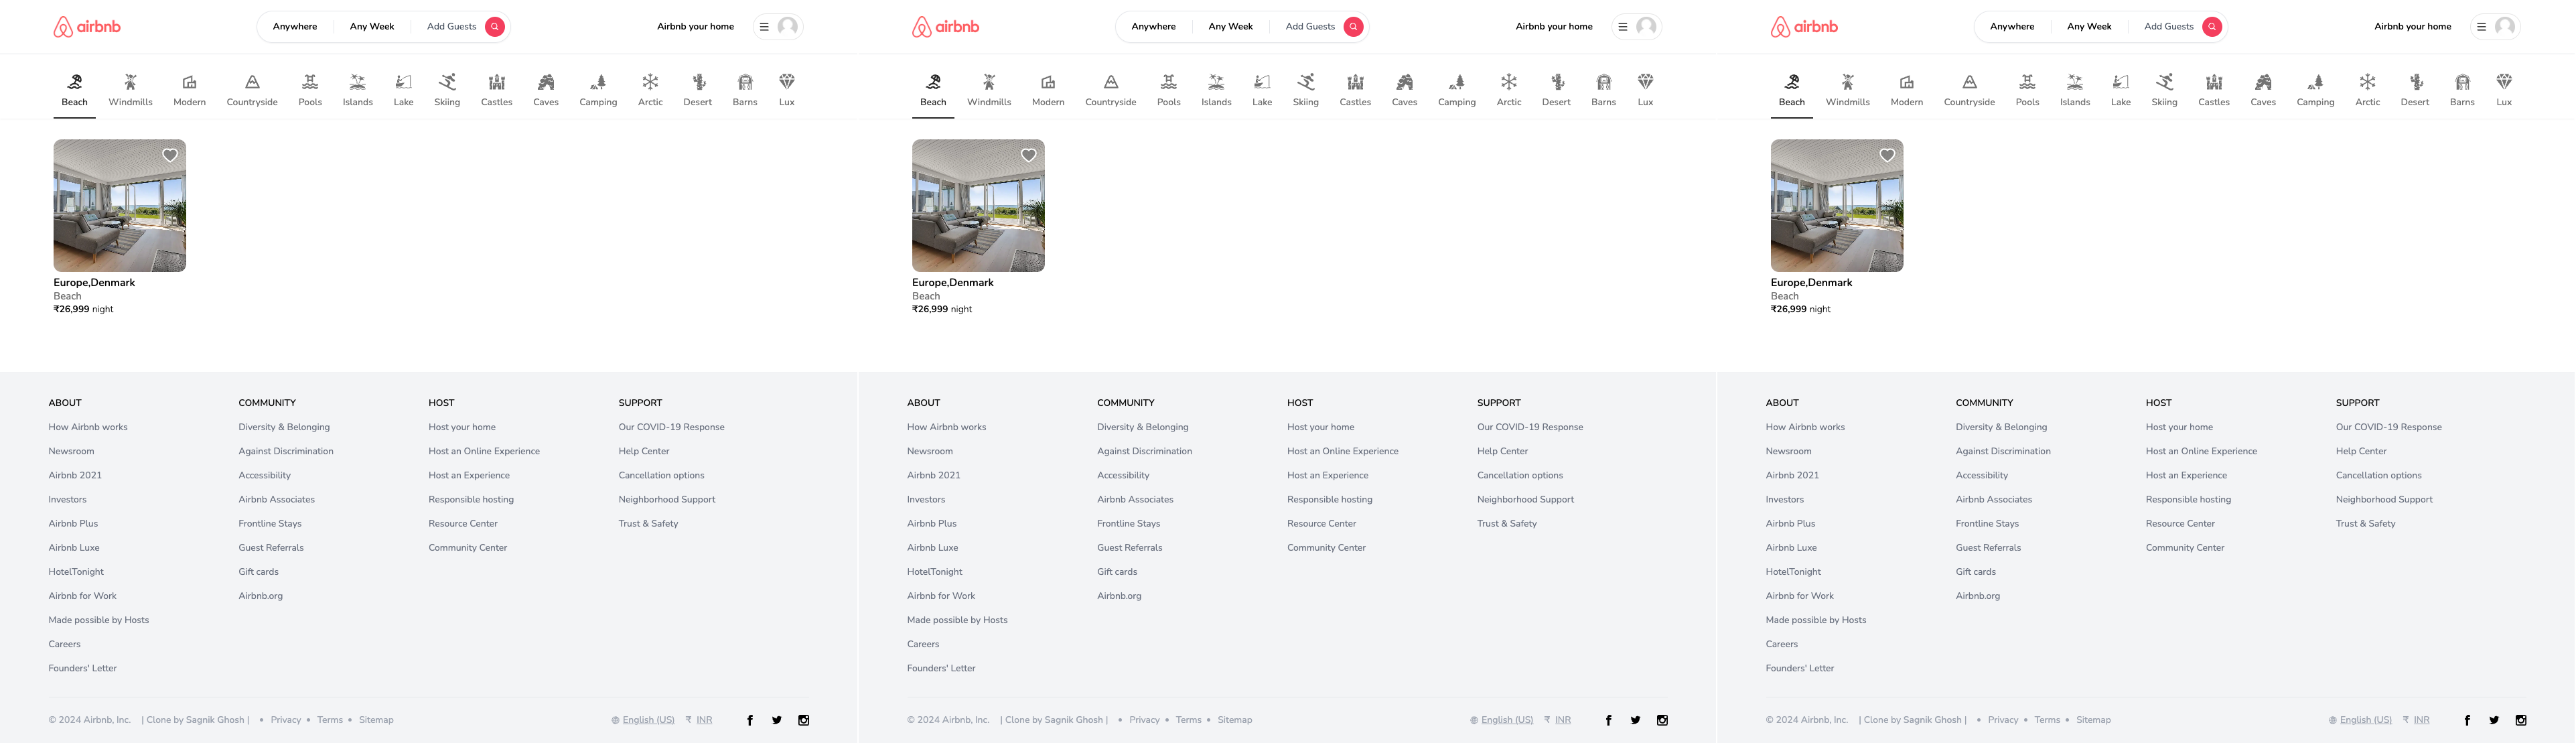 airbnb
Anywhere Any Week Add Guests
Airbnb your home
Beach Windmills Modern Countryside Pools Islands Lake Skiing Castles Caves Camping Arctic Desert Barns Lux
Europe,Denmark
Beach
₹26,999 night
ABOUT COMMUNITY HOST SUPPORT
How Airbnb works Diversity & Belonging Host your home Our COVID-19 Response
Newsroom Against Discrimination Host an Online Experience Help Center
Airbnb 2021 Accessibility Host an Experience Cancellation options
Investors Airbnb Associates Responsible hosting Neighborhood Support
Airbnb Plus Frontline Stays Resource Center Trust & Safety
Airbnb Luxe Guest Referrals Community Center
HotelTonight Gift cards
Airbnb for Work Airbnb.org
Made possible by Hosts
Careers
Founders' Letter
© 2024 Airbnb, Inc. | Clone by Sagnik Ghosh | • Privacy • Terms • Sitemap English (US) ₹ INR
airbnb
Anywhere Any Week Add Guests
Airbnb your home
Beach Windmills Modern Countryside Pools Islands Lake Skiing Castles Caves Camping Arctic Desert Barns Lux
Europe,Denmark
Beach
₹26,999 night
ABOUT COMMUNITY HOST SUPPORT
How Airbnb works Diversity & Belonging Host your home Our COVID-19 Response
Newsroom Against Discrimination Host an Online Experience Help Center
Airbnb 2021 Accessibility Host an Experience Cancellation options
Investors Airbnb Associates Responsible hosting Neighborhood Support
Airbnb Plus Frontline Stays Resource Center Trust & Safety
Airbnb Luxe Guest Referrals Community Center
HotelTonight Gift cards
Airbnb for Work Airbnb.org
Made possible by Hosts
Careers
Founders' Letter
© 2024 Airbnb, Inc. | Clone by Sagnik Ghosh | • Privacy • Terms • Sitemap English (US) ₹ INR
airbnb
Anywhere Any Week Add Guests
Airbnb your home
Beach Windmills Modern Countryside Pools Islands Lake Skiing Castles Caves Camping Arctic Desert Barns Lux
Europe,Denmark
Beach
₹26,999 night
ABOUT COMMUNITY HOST SUPPORT
How Airbnb works Diversity & Belonging Host your home Our COVID-19 Response
Newsroom Against Discrimination Host an Online Experience Help Center
Airbnb 2021 Accessibility Host an Experience Cancellation options
Investors Airbnb Associates Responsible hosting Neighborhood Support
Airbnb Plus Frontline Stays Resource Center Trust & Safety
Airbnb Luxe Guest Referrals Community Center
HotelTonight Gift cards
Airbnb for Work Airbnb.org
Made possible by Hosts
Careers
Founders' Letter
© 2024 Airbnb, Inc. | Clone by Sagnik Ghosh | • Privacy • Terms • Sitemap English (US) ₹ INR